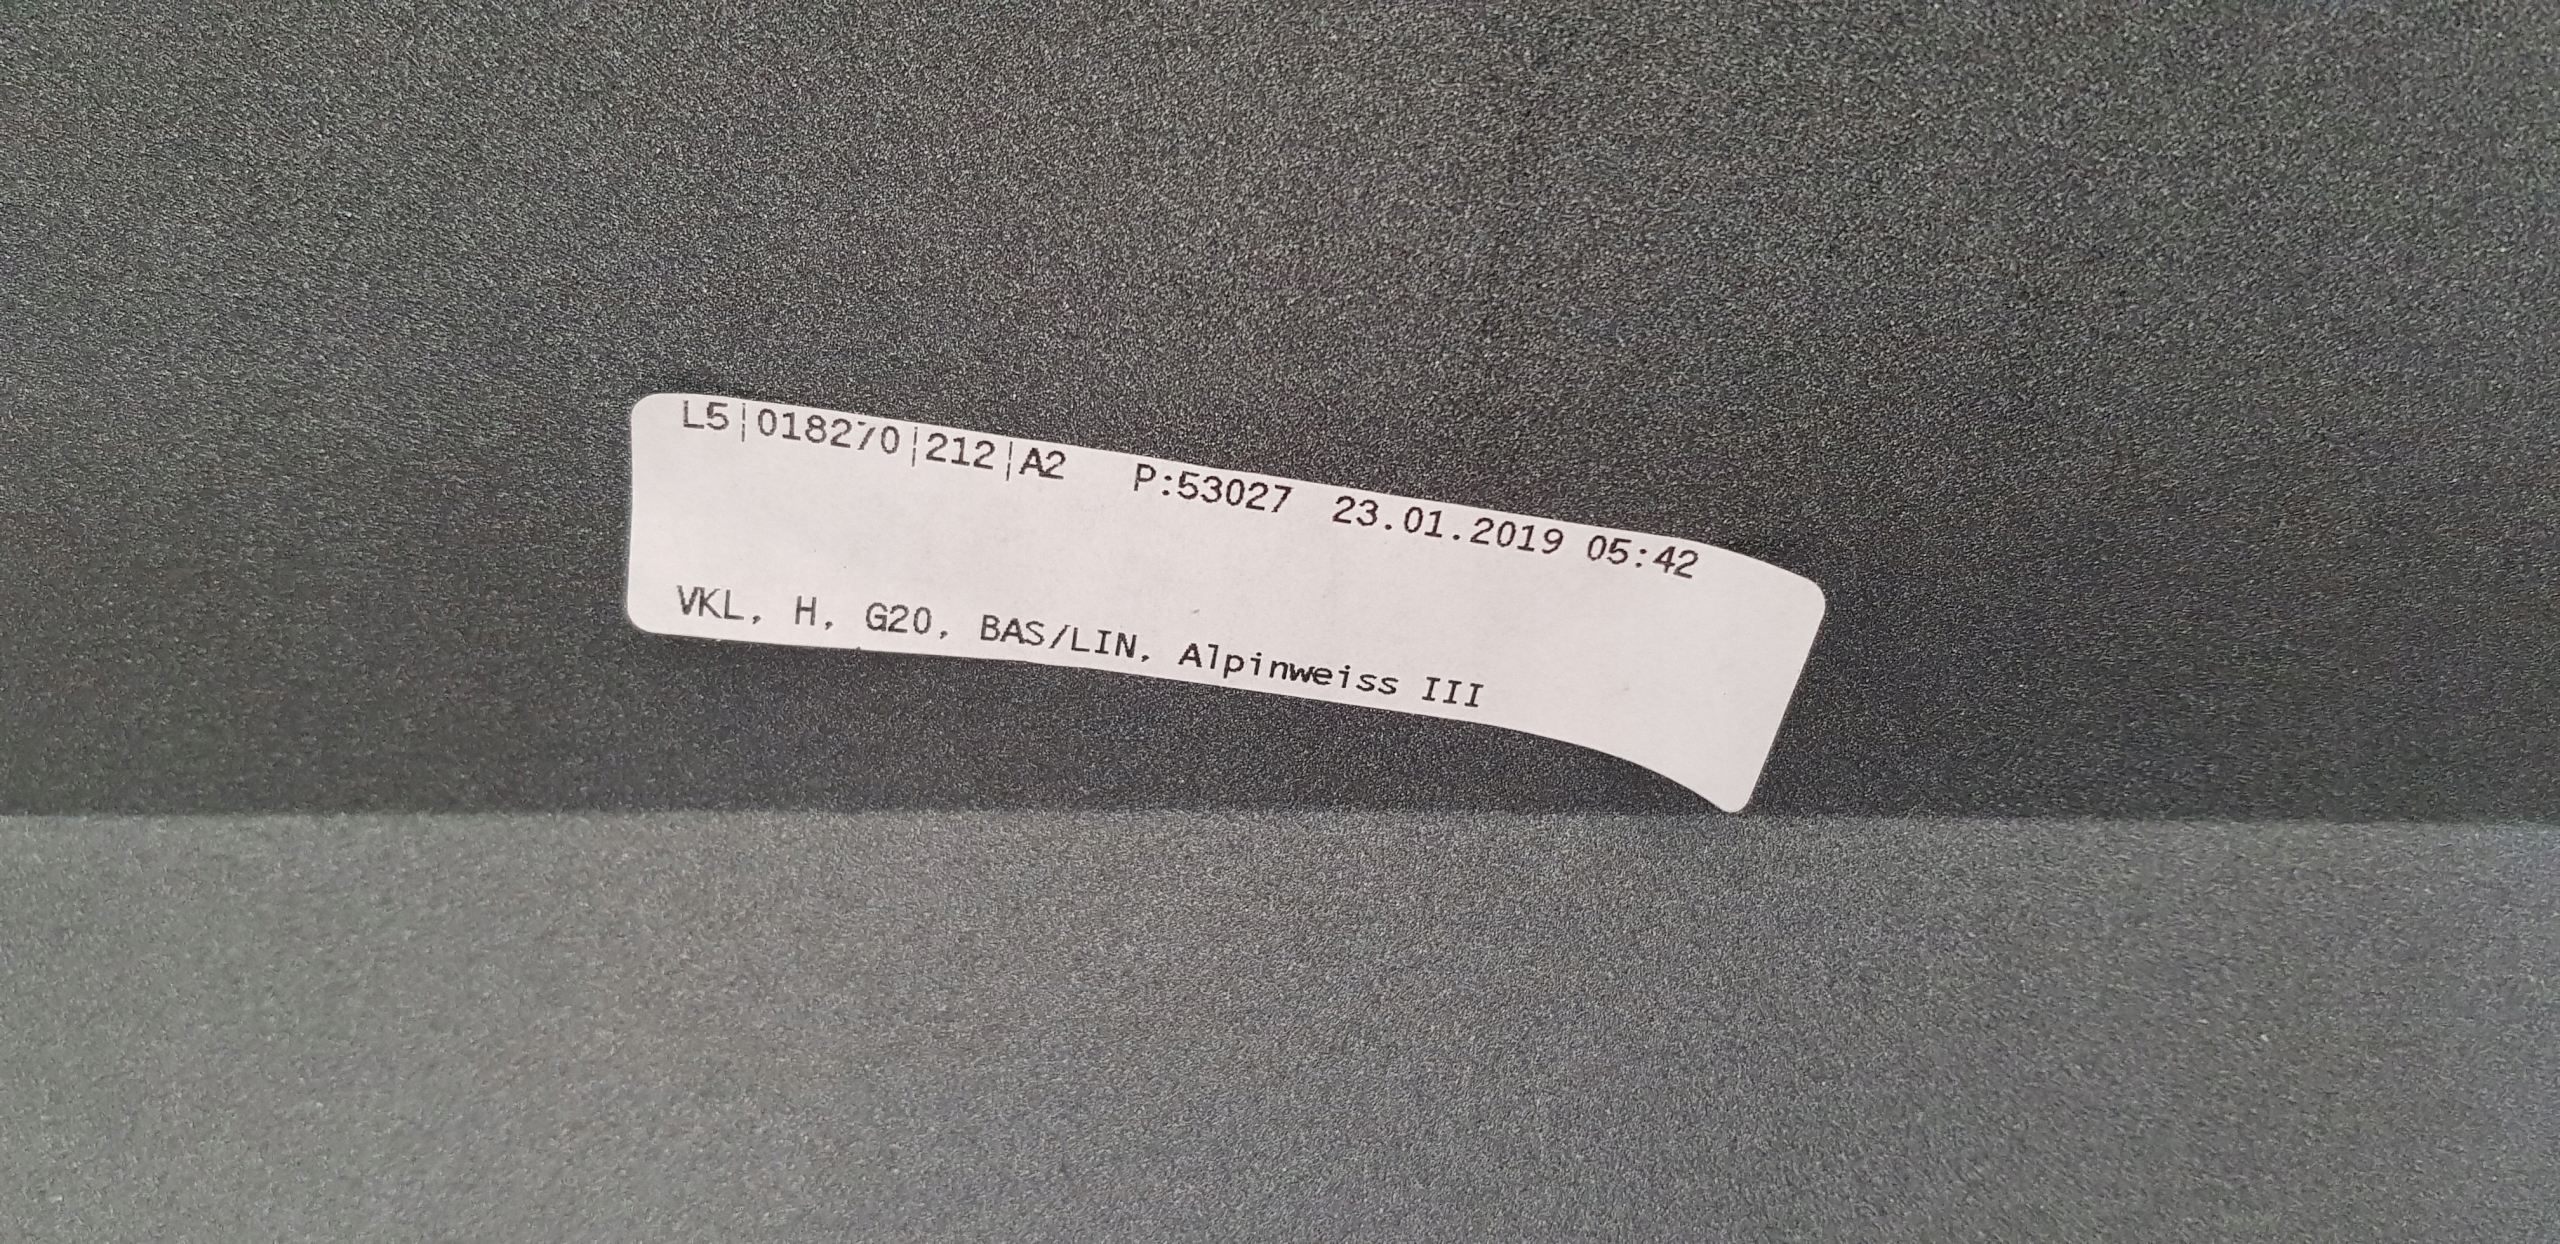 L5|018270|212|A2 P:53027 23.01.2019 05:42
VKL, H, G20, BAS/LIN, Alpinweiss III